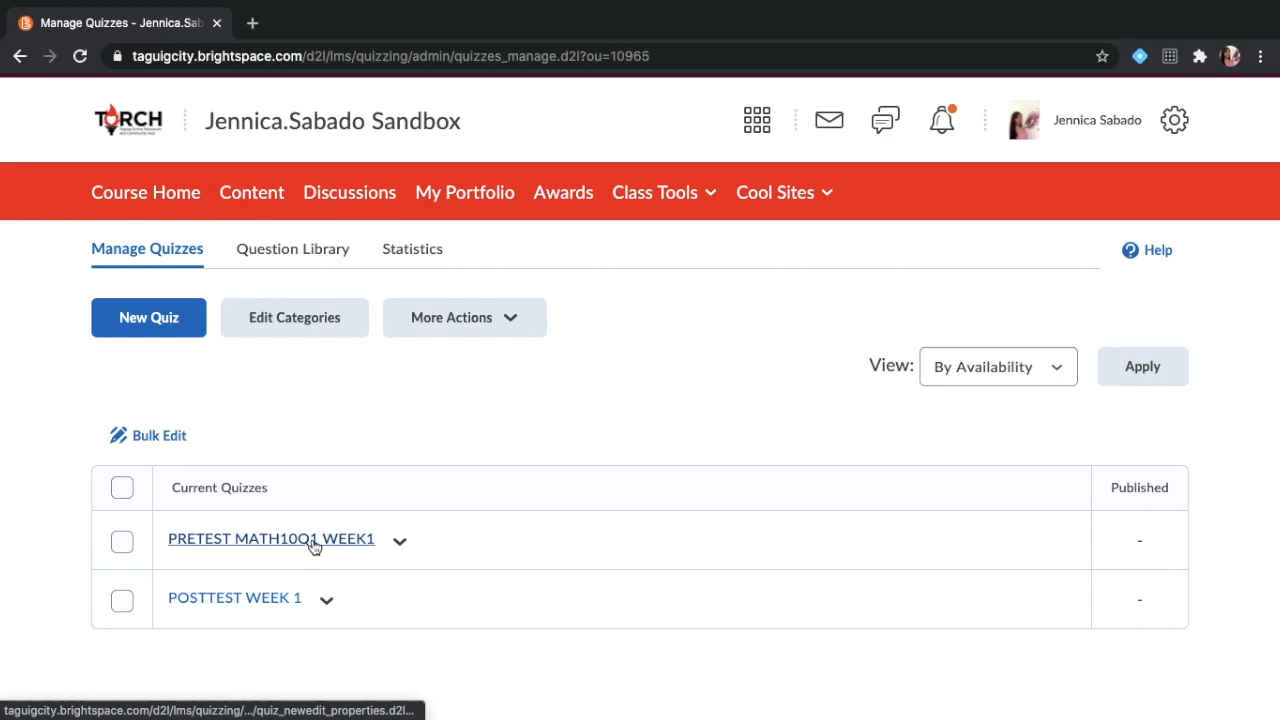 Manage Quizzes - Jennica.Sab
taguigcity.brightspace.com/d2l/lms/quizzing/admin/quizzes_manage.d2l?ou=10965
TORCH
Jennica.Sabado Sandbox
Jennica Sabado
Course Home Content Discussions My Portfolio Awards Class Tools Cool Sites
Manage Quizzes Question Library Statistics
Help
New Quiz Edit Categories More Actions
View: By Availability Apply
Bulk Edit
Current Quizzes Published
PRETEST MATH10Q1 WEEK1 -
POSTTEST WEEK 1 -
taguigcity.brightspace.com/d2l/lms/quizzing/.../quiz_newedit_properties.d2l...